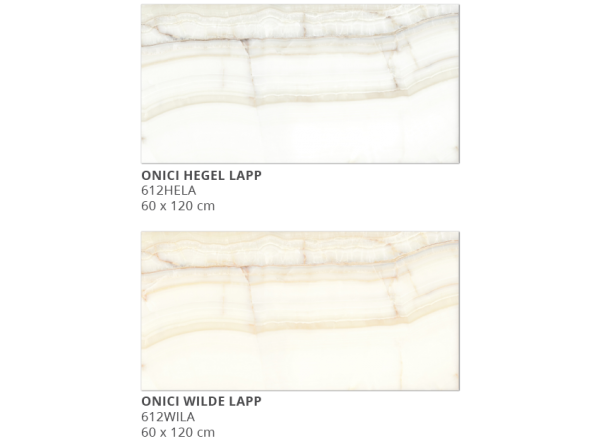 ONICI HEGEL LAPP
612HELA
60 x 120 cm
ONICI WILDE LAPP
612WILA
60 x 120 cm